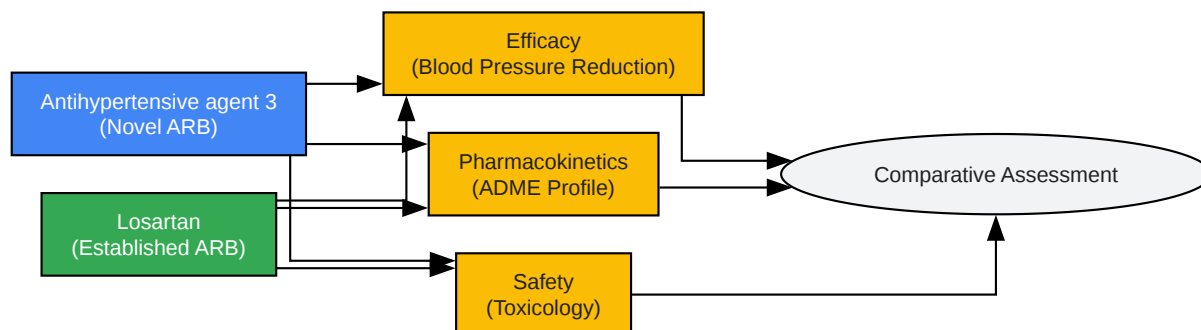 Antihypertensive agent 3
(Novel ARB)
Losartan
(Established ARB)
Efficacy
(Blood Pressure Reduction)
Pharmacokinetics
(ADME Profile)
Safety
(Toxicology)
Comparative Assessment